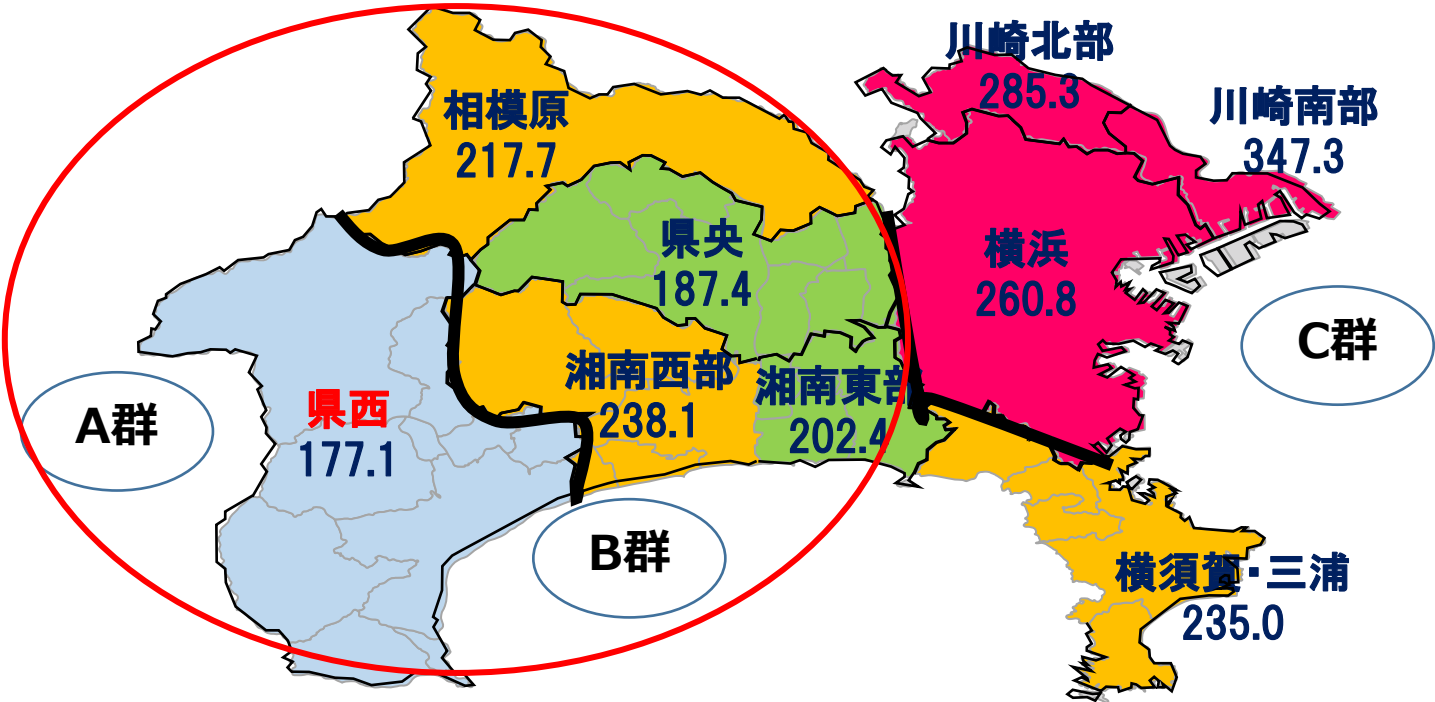 川崎北部
285.3
相模原
217.7
川崎南部
347.3
県央
187.4
横浜
260.8
C群
湘南西部
238.1
湘南東部
202.4
A群
県西
177.1
B群
横須賀・三浦
235.0